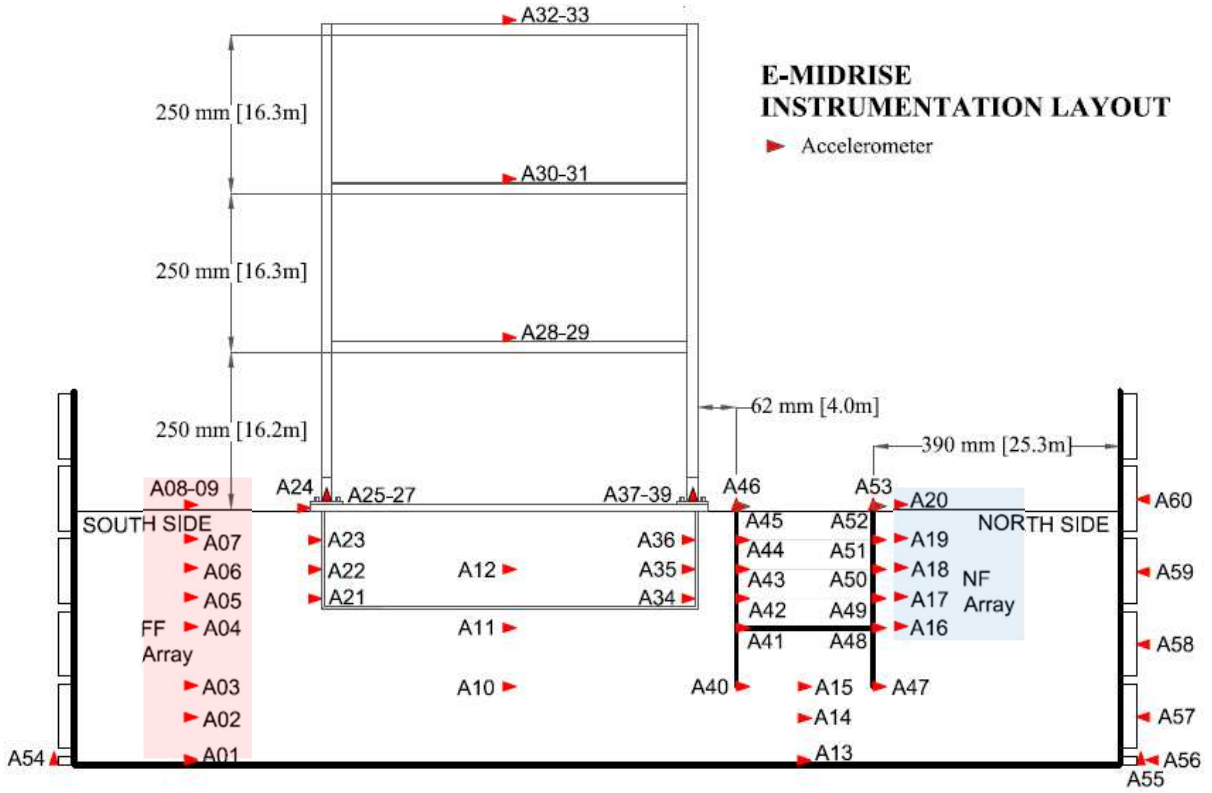 A32-33
E-MIDRISE
INSTRUMENTATION LAYOUT
Accelerometer
250 mm [16.3m]
A30-31
250 mm [16.3m]
A28-29
62 mm [4.0m]
250 mm [16.2m]
390 mm [25.3m]
A08-09
A24
A25-27
A37-39
A46
A53
A20
A60
SOUTH SIDE
A45
A52
NORTH SIDE
A07
A23
A36
A44
A51
A19
A06
A22
A12
A35
A43
A50
A18
NF
Array
A59
A05
A21
A34
A42
A49
A17
FF
Array
A04
A11
A41
A48
A16
A58
A03
A10
A40
A15
A47
A02
A14
A57
A54
A01
A13
A56
A55